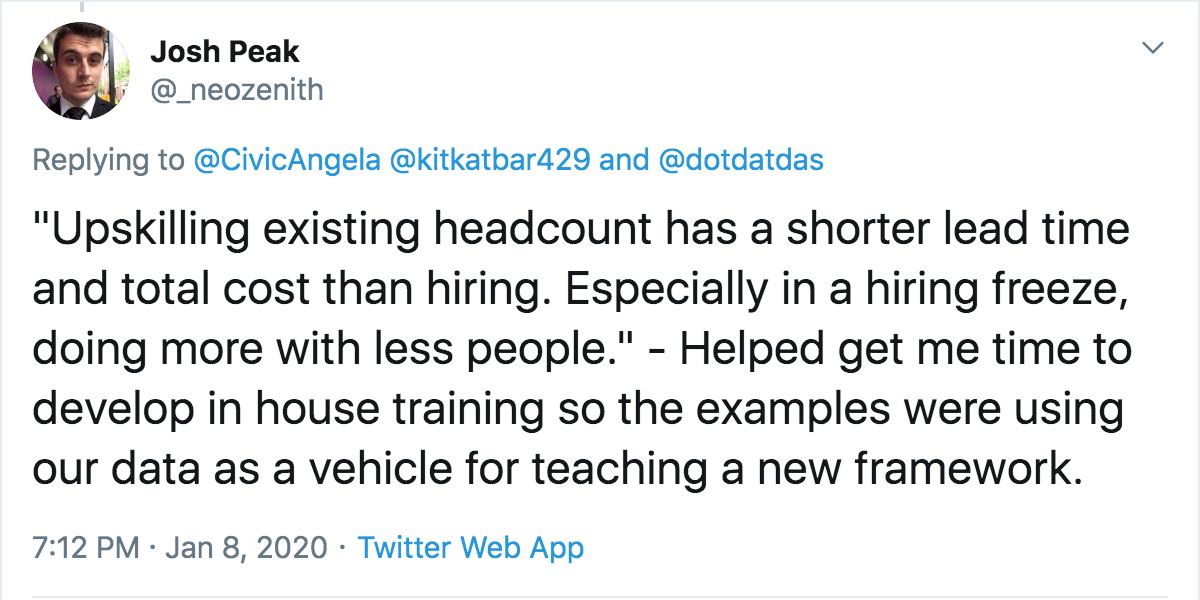 Josh Peak
@_neozenith
Replying to @CivicAngela @kitkatbar429 and @dotdatdas
"Upskilling existing headcount has a shorter lead time
and total cost than hiring. Especially in a hiring freeze,
doing more with less people." - Helped get me time to
develop in house training so the examples were using
our data as a vehicle for teaching a new framework.
7:12 PM · Jan 8, 2020 · Twitter Web App